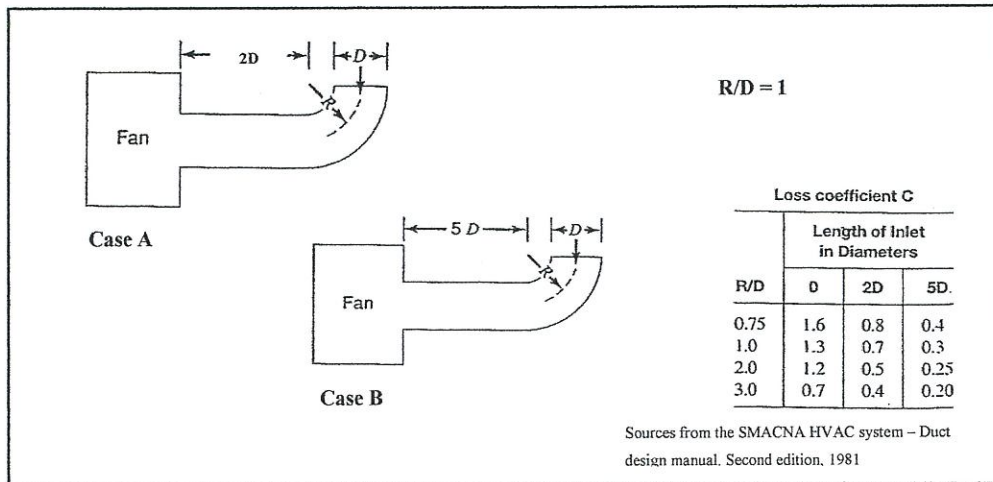 2D
D
R
Fan
Case A
R/D = 1
5 D
D
R
Fan
Case B
Loss coefficient C
Length of Inlet
in Diameters
R/D 0 2D 5D.
0.75 1.6 0.8 0.4
1.0 1.3 0.7 0.3
2.0 1.2 0.5 0.25
3.0 0.7 0.4 0.20
Sources from the SMACNA HVAC system – Duct
design manual. Second edition, 1981